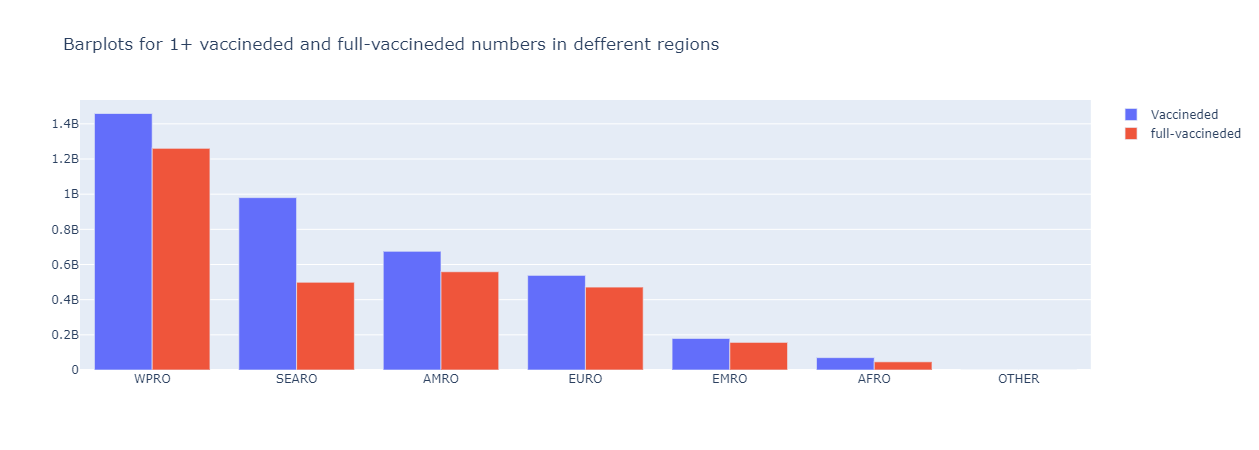 Barplots for 1+ vaccineded and full-vaccineded numbers in defferent regions
Vaccineded
full-vaccineded
1.4B
1.2B
1B
0.8B
0.6B
0.4B
0.2B
0
WPRO SEARO AMRO EURO EMRO AFRO OTHER